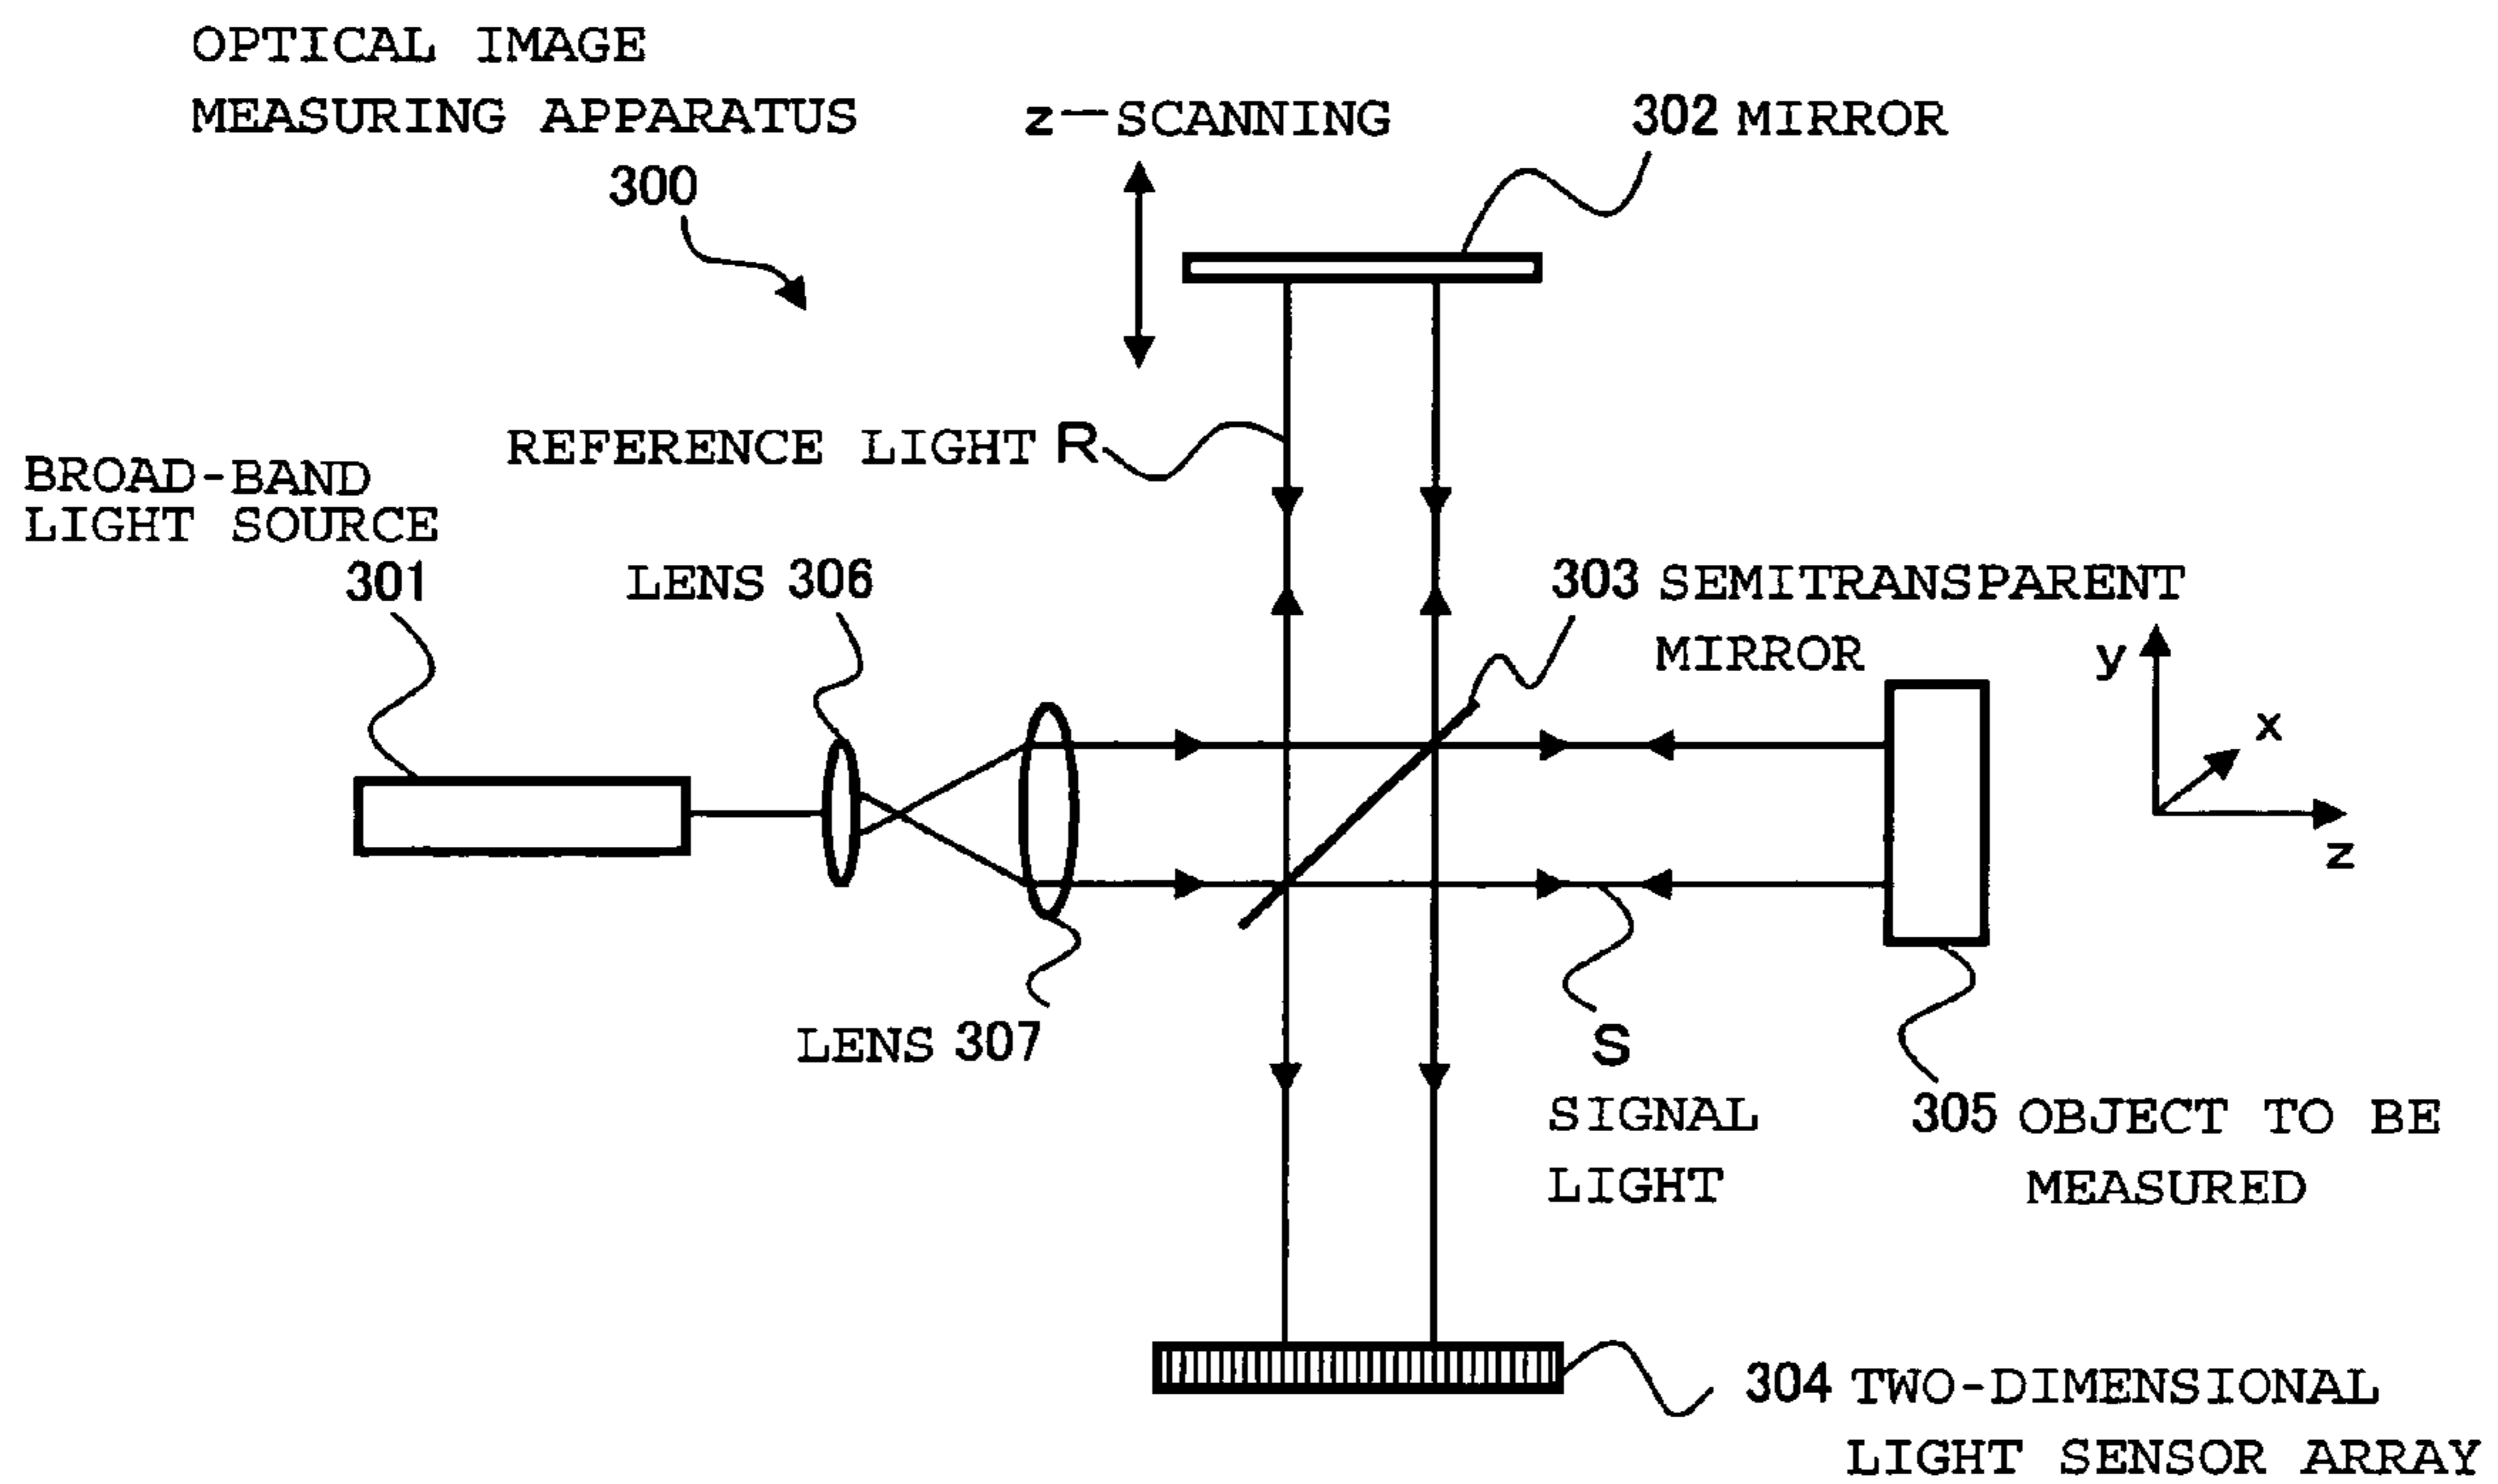 OPTICAL IMAGE
MEASURING APPARATUS
300
z—SCANNING
302 MIRROR
REFERENCE LIGHT R
BROAD-BAND
LIGHT SOURCE
301
LENS 306
303 SEMITRANSPARENT
MIRROR
y
x
z
LENS 307
S
SIGNAL
LIGHT
305 OBJECT TO BE
MEASURED
304 TWO-DIMENSIONAL
LIGHT SENSOR ARRAY